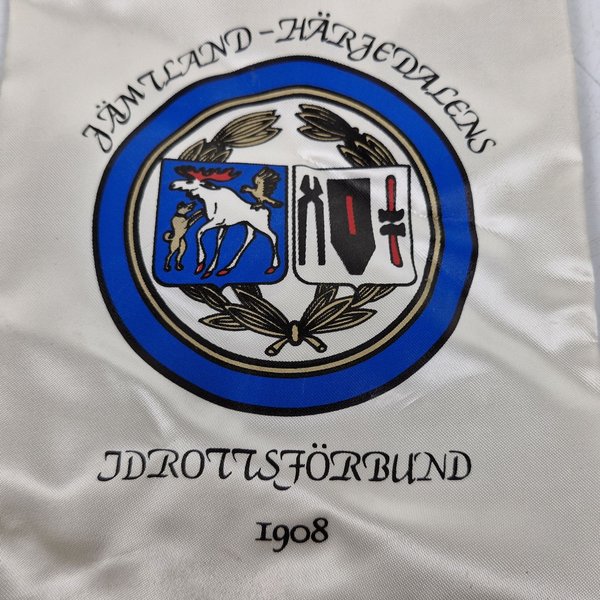 JÄMTLAND-HÄRJEDALENS
IDROTTSFÖRBUND
1908